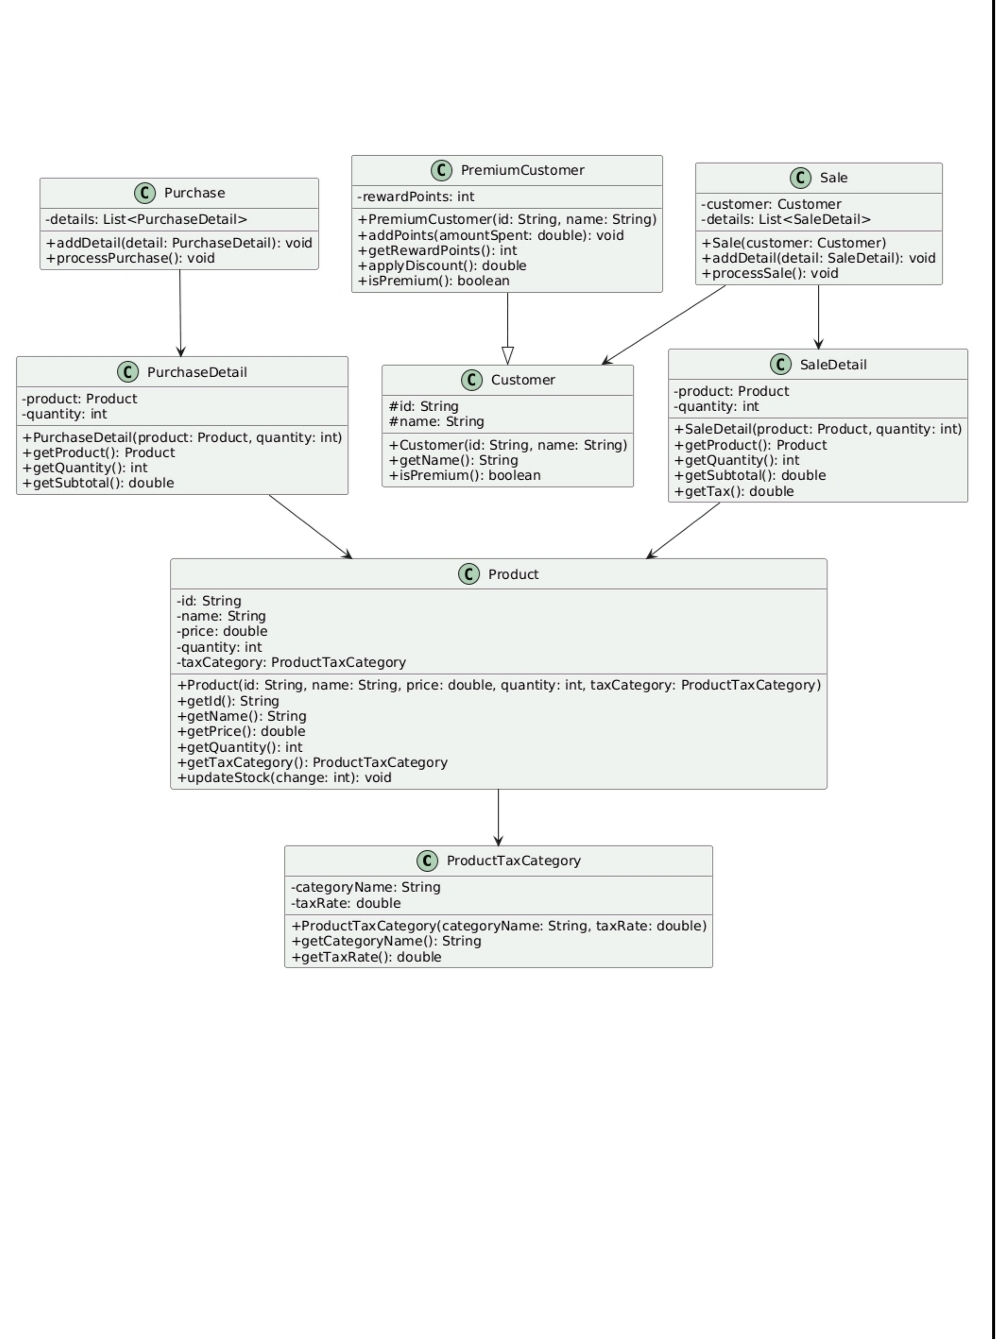 C Purchase
-details: List<PurchaseDetail>
+addDetail(detail: PurchaseDetail): void
+processPurchase(): void
C PremiumCustomer
-rewardPoints: int
+PremiumCustomer(id: String, name: String)
+addPoints(amountSpent: double): void
+getRewardPoints(): int
+applyDiscount(): double
+isPremium(): boolean
C Sale
-customer: Customer
-details: List<SaleDetail>
+Sale(customer: Customer)
+addDetail(detail: SaleDetail): void
+processSale(): void
C PurchaseDetail
-product: Product
-quantity: int
+PurchaseDetail(product: Product, quantity: int)
+getProduct(): Product
+getQuantity(): int
+getSubtotal(): double
C Customer
#id: String
#name: String
+Customer(id: String, name: String)
+getName(): String
+isPremium(): boolean
C SaleDetail
-product: Product
-quantity: int
+SaleDetail(product: Product, quantity: int)
+getProduct(): Product
+getQuantity(): int
+getSubtotal(): double
+getTax(): double
C Product
-id: String
-name: String
-price: double
-quantity: int
-taxCategory: ProductTaxCategory
+Product(id: String, name: String, price: double, quantity: int, taxCategory: ProductTaxCategory)
+getId(): String
+getName(): String
+getPrice(): double
+getQuantity(): int
+getTaxCategory(): ProductTaxCategory
+updateStock(change: int): void
C ProductTaxCategory
-categoryName: String
-taxRate: double
+ProductTaxCategory(categoryName: String, taxRate: double)
+getCategoryName(): String
+getTaxRate(): double